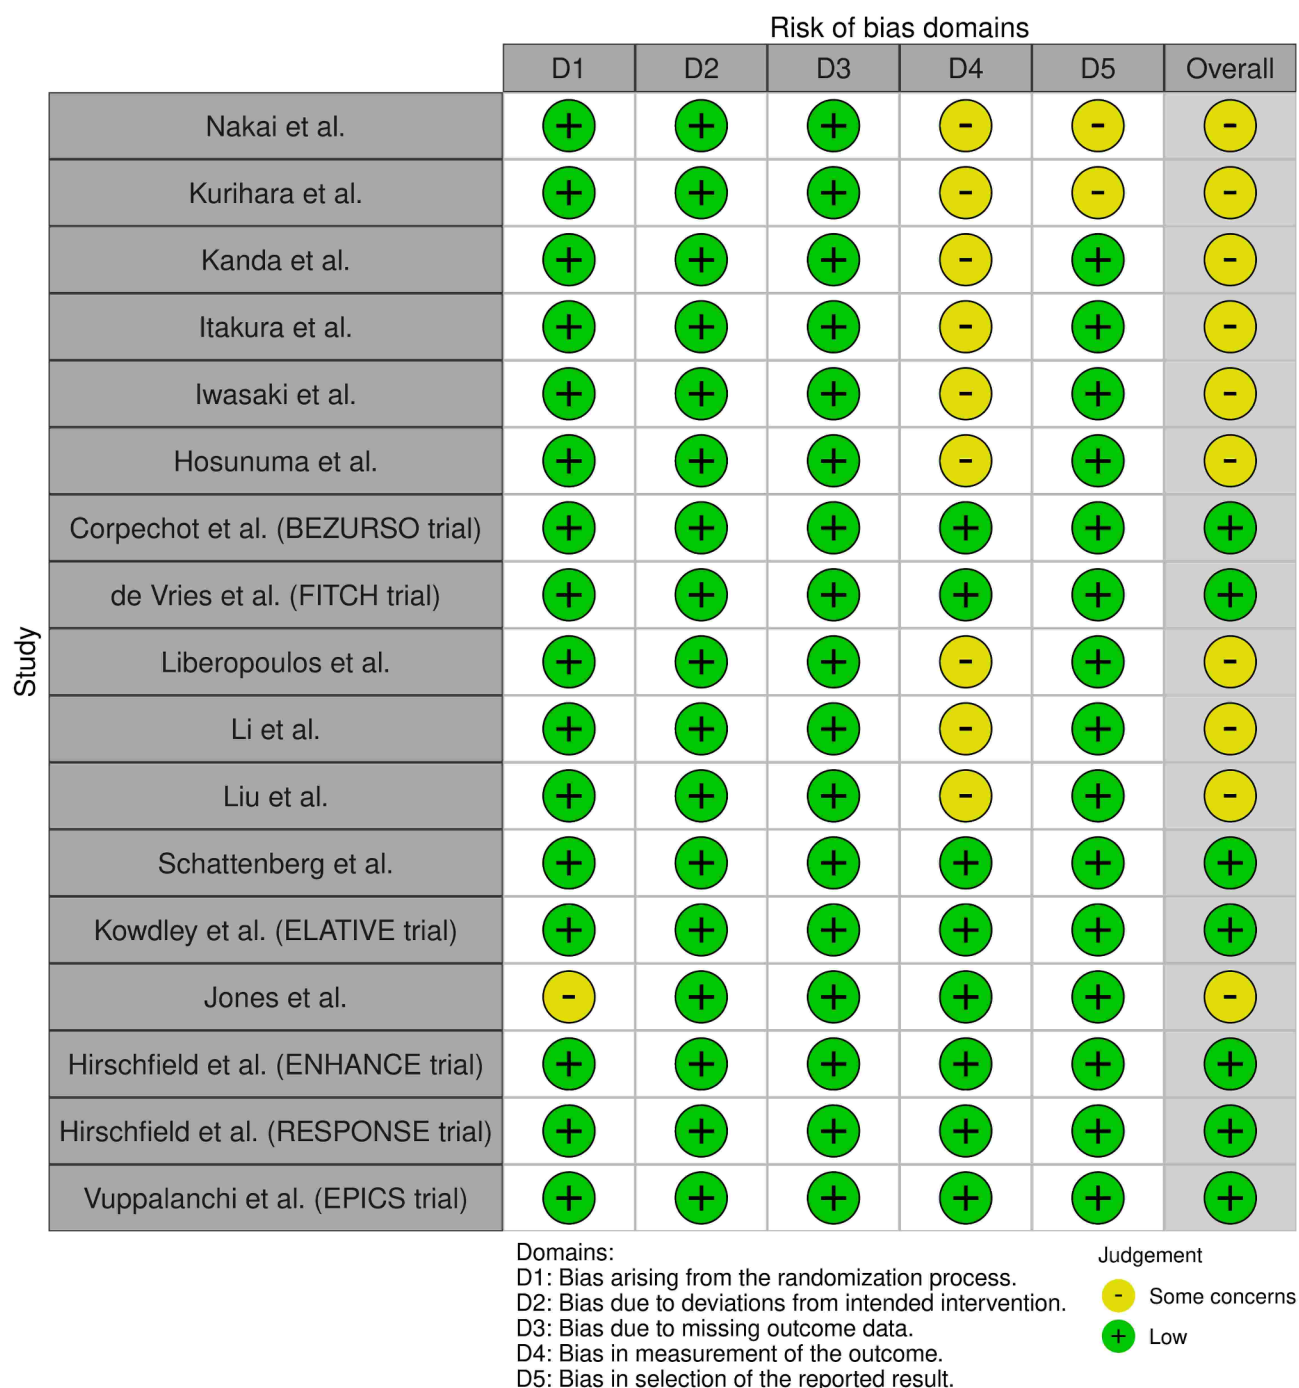 Risk of bias domains
D1 D2 D3 D4 D5 Overall
Study
Nakai et al. + + + - - -
Kurihara et al. + + + - - -
Kanda et al. + + + - + -
Itakura et al. + + + - + -
Iwasaki et al. + + + - + -
Hosunuma et al. + + + - + -
Corpechot et al. (BEZURSO trial) + + + + + +
de Vries et al. (FITCH trial) + + + + + +
Liberopoulos et al. + + + - + -
Li et al. + + + - + -
Liu et al. + + + - + -
Schattenberg et al. + + + + + +
Kowdley et al. (ELATIVE trial) + + + + + +
Jones et al. - + + + + -
Hirschfield et al. (ENHANCE trial) + + + + + +
Hirschfield et al. (RESPONSE trial) + + + + + +
Vuppalanchi et al. (EPICS trial) + + + + + +
Domains:
D1: Bias arising from the randomization process.
D2: Bias due to deviations from intended intervention.
D3: Bias due to missing outcome data.
D4: Bias in measurement of the outcome.
D5: Bias in selection of the reported result.
Judgement
- Some concerns
+ Low